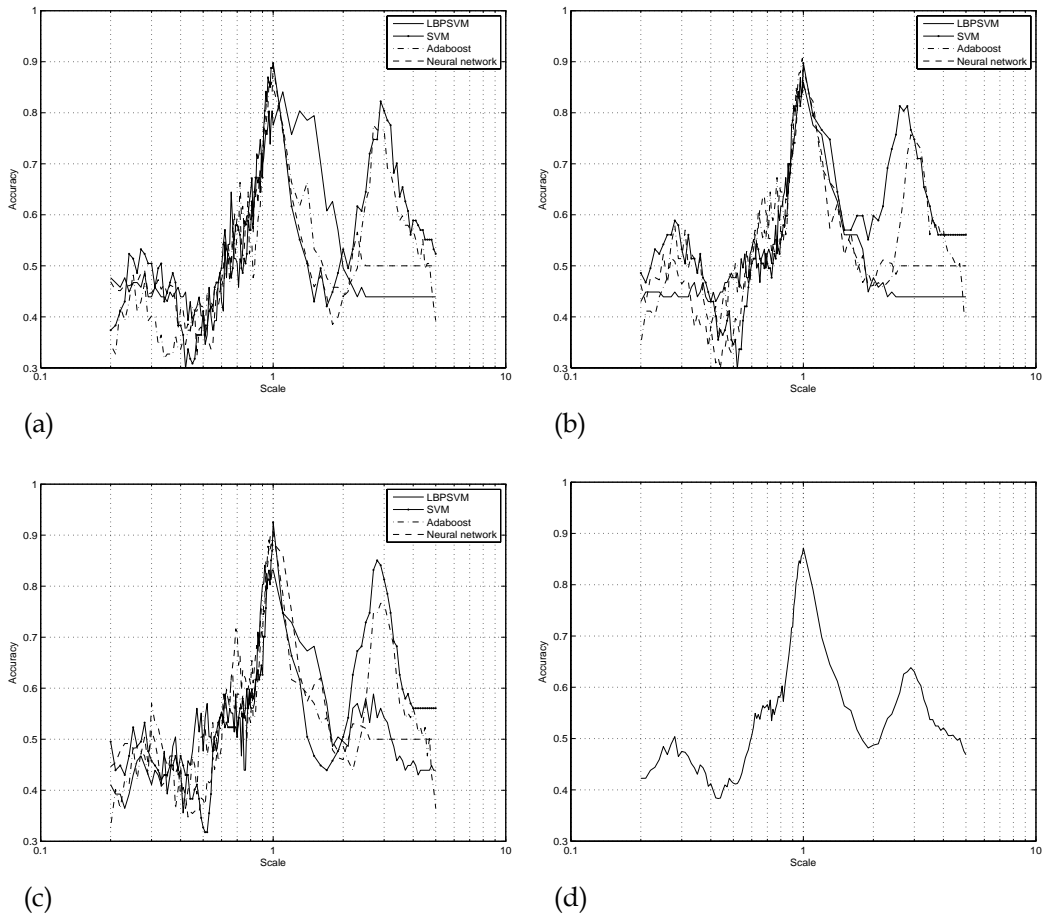 1
0.9
0.8
0.7
0.6
0.5
0.4
0.3
0.1
1
10
Accuracy
Scale
LBPSVM
SVM
Adaboost
Neural network
(a)
1
0.9
0.8
0.7
0.6
0.5
0.4
0.3
0.1
1
10
Accuracy
Scale
LBPSVM
SVM
Adaboost
Neural network
(b)
1
0.9
0.8
0.7
0.6
0.5
0.4
0.3
0.1
1
10
Accuracy
Scale
LBPSVM
SVM
Adaboost
Neural network
(c)
1
0.9
0.8
0.7
0.6
0.5
0.4
0.3
0.1
1
10
Accuracy
Scale
(d)